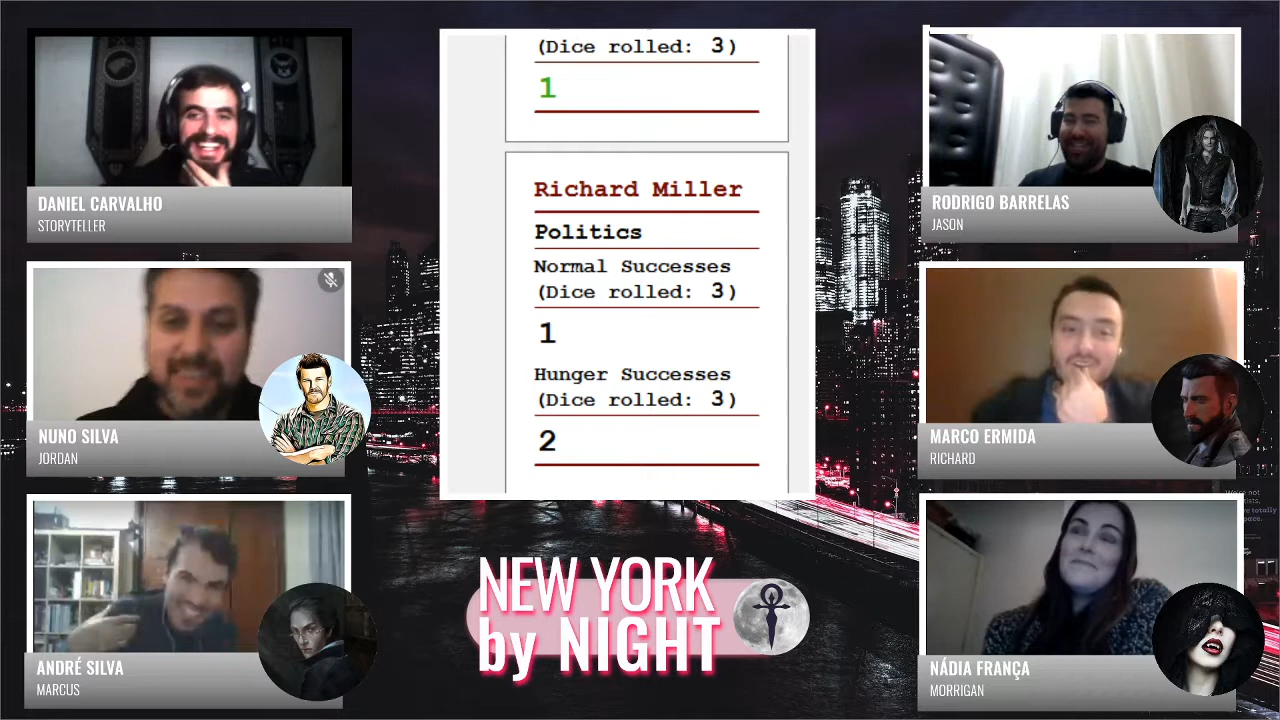 (Dice rolled: 3)
1
Richard Miller
Politics
Normal Successes
(Dice rolled: 3)
1
Hunger Successes
(Dice rolled: 3)
2
DANIEL CARVALHO
STORYTELLER
NUNO SILVA
JORDAN
ANDRÉ SILVA
MARCUS
RODRIGO BARRELAS
JASON
MARCO ERMIDA
RICHARD
NÁDIA FRANÇA
MORRIGAN
NEW YORK
by NIGHT